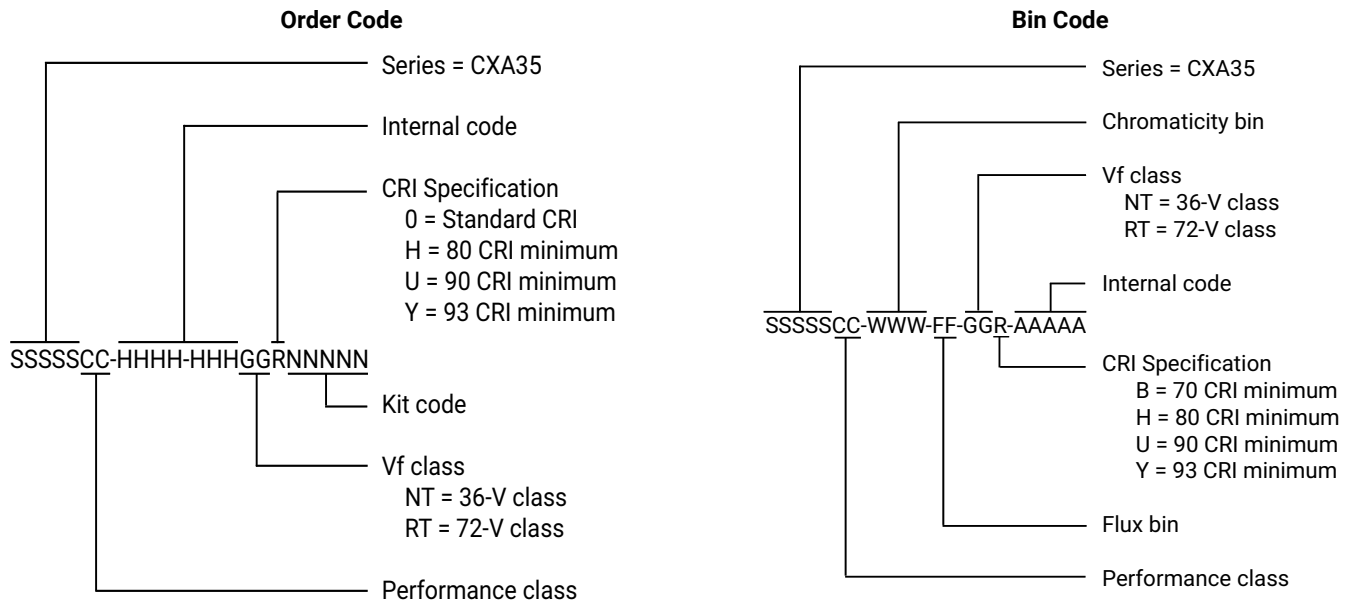 Order Code
Series = CXA35
Internal code
CRI Specification
0 = Standard CRI
H = 80 CRI minimum
U = 90 CRI minimum
Y = 93 CRI minimum
SSSSSCC-HHHH-HHHGGRNNNNN
Kit code
Vf class
NT = 36-V class
RT = 72-V class
Performance class
Bin Code
Series = CXA35
Chromaticity bin
Vf class
NT = 36-V class
RT = 72-V class
Internal code
SSSSSCC-WWW-FF-GGR-AAAAA
CRI Specification
B = 70 CRI minimum
H = 80 CRI minimum
U = 90 CRI minimum
Y = 93 CRI minimum
Flux bin
Performance class